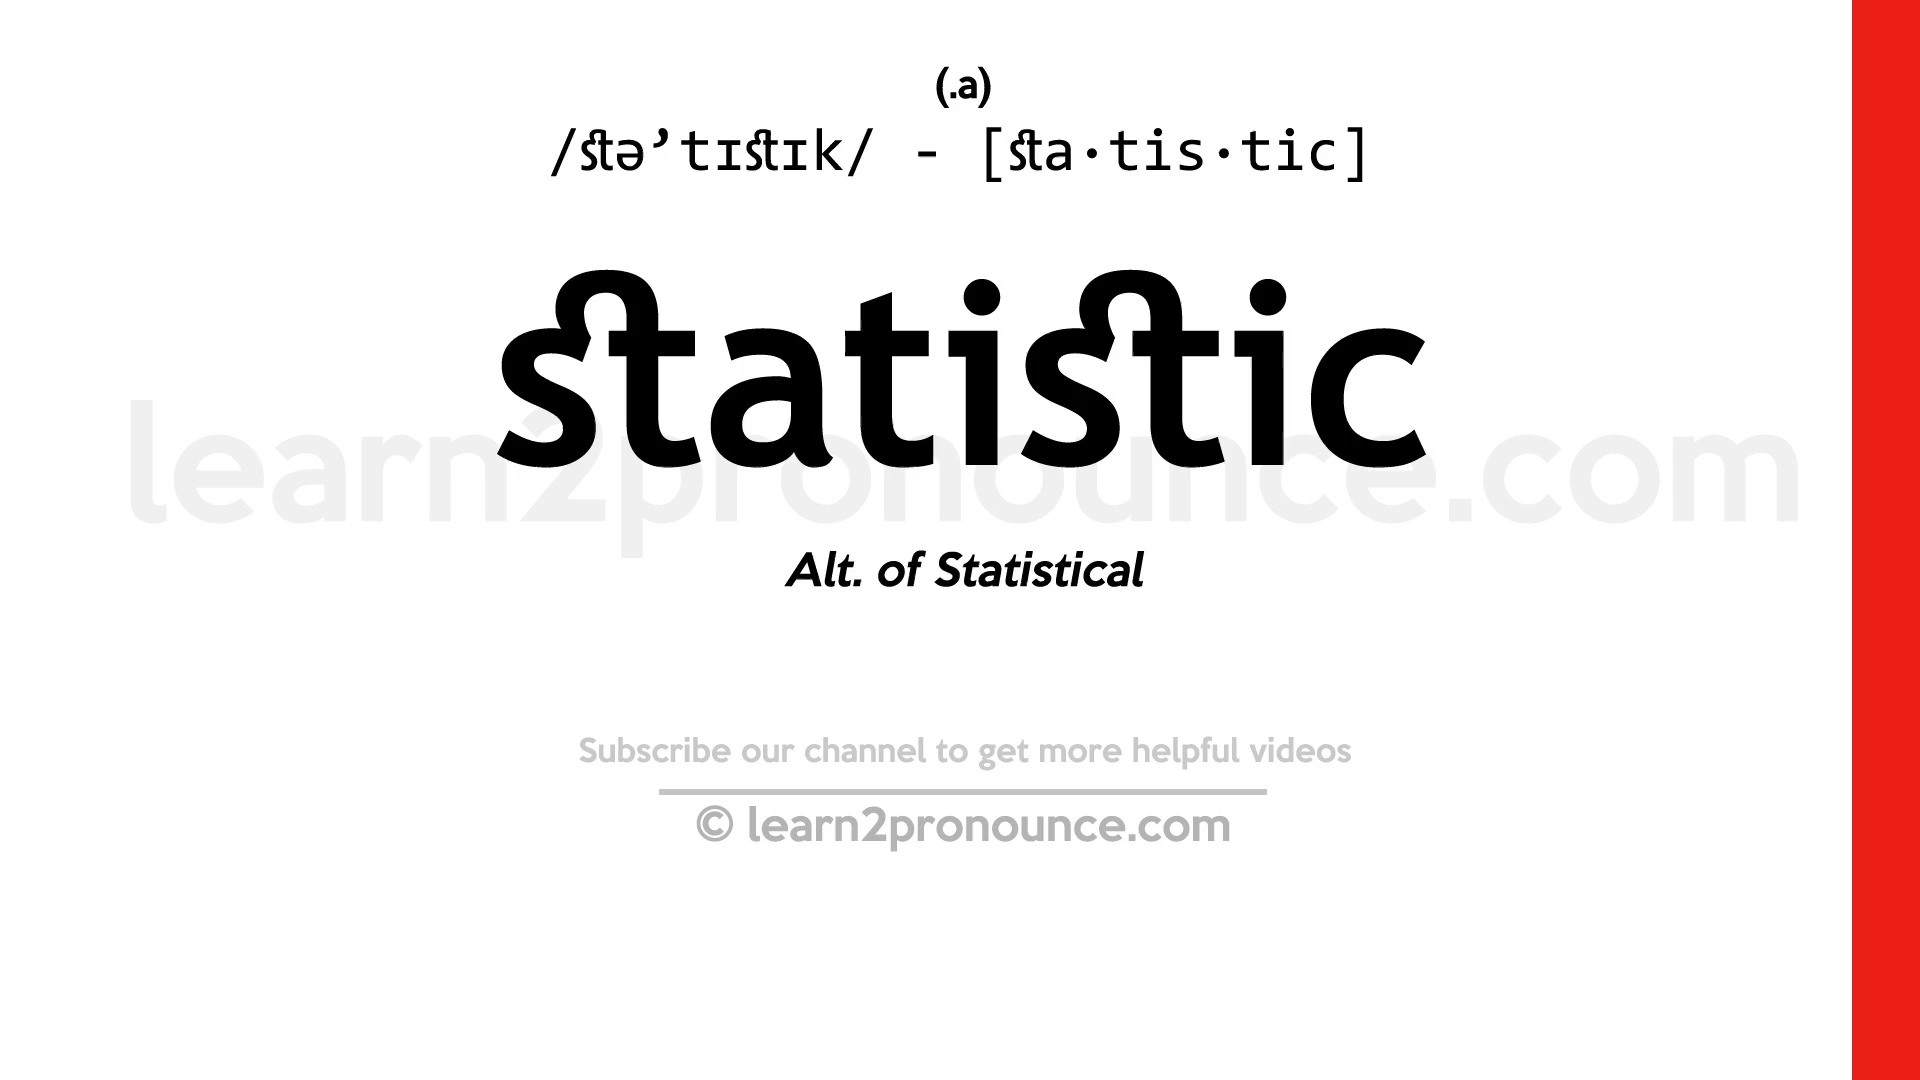 (.a)
/stə’tɪstɪk/ - [sta·tis·tic]
statistic
learn2pronounce.com
Alt. of Statistical
Subscribe our channel to get more helpful videos
© learn2pronounce.com